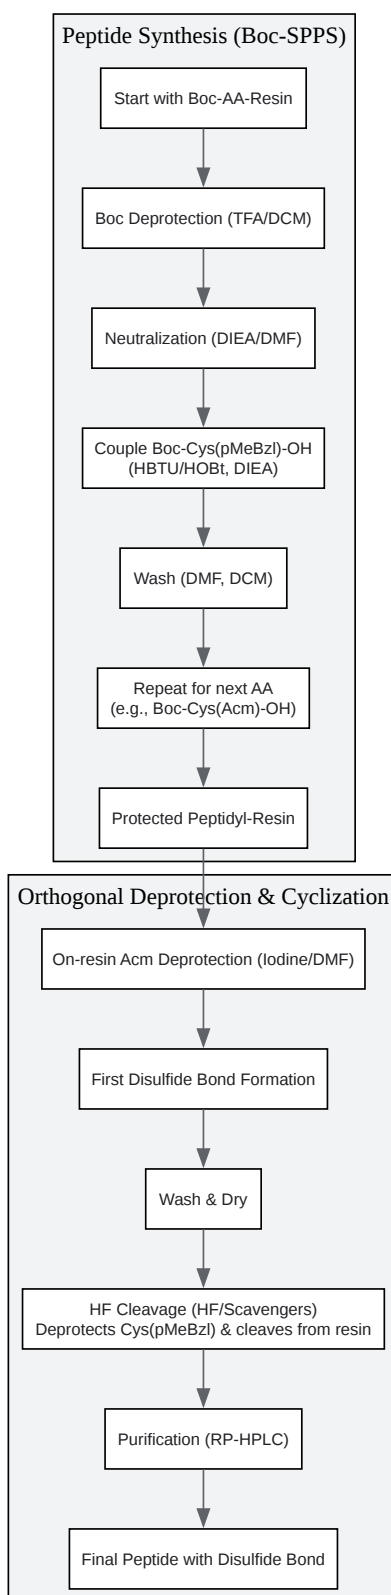 Peptide Synthesis (Boc-SPPS)
Start with Boc-AA-Resin
Boc Deprotection (TFA/DCM)
Neutralization (DIEA/DMF)
Couple Boc-Cys(pMeBzl)-OH
(HBTU/HOBt, DIEA)
Wash (DMF, DCM)
Repeat for next AA
(e.g., Boc-Cys(Acm)-OH)
Protected Peptidyl-Resin
Orthogonal Deprotection & Cyclization
On-resin Acm Deprotection (Iodine/DMF)
First Disulfide Bond Formation
Wash & Dry
HF Cleavage (HF/Scavengers)
Deprotects Cys(pMeBzl) & cleaves from resin
Purification (RP-HPLC)
Final Peptide with Disulfide Bond